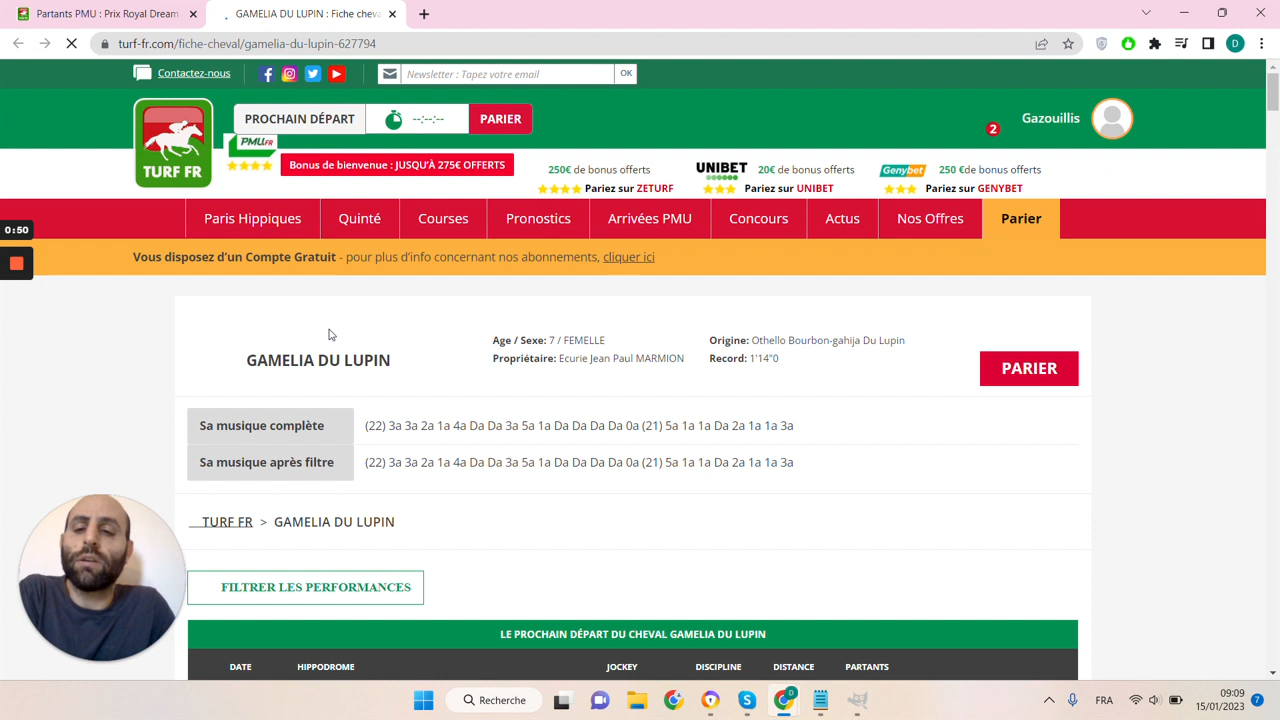 Partants PMU : Prix Royal Dream
GAMELIA DU LUPIN : Fiche cheva
turf-fr.com/fiche-cheval/gamelia-du-lupin-627794
Contactez-nous
Newsletter : Tapez votre email
OK
TURF FR
PROCHAIN DÉPART
--:--:--
PARIER
2
Gazouillis
PMU.FR
Bonus de bienvenue : JUSQU'À 275€ OFFERTS
250€ de bonus offerts
Pariez sur ZETURF
UNIBET
20€ de bonus offerts
Pariez sur UNIBET
Genybet
250 €de bonus offerts
Pariez sur GENYBET
Paris Hippiques
Quinté
Courses
Pronostics
Arrivées PMU
Concours
Actus
Nos Offres
Parier
0:50
Vous disposez d'un Compte Gratuit - pour plus d'info concernant nos abonnements, cliquer ici
GAMELIA DU LUPIN
Age / Sexe: 7 / FEMELLE
Propriétaire: Ecurie Jean Paul MARMION
Origine: Othello Bourbon-gahija Du Lupin
Record: 1'14"0
PARIER
Sa musique complète
(22) 3a 3a 2a 1a 4a Da Da 3a 5a 1a Da Da Da Da 0a (21) 5a 1a 1a Da 2a 1a 1a 3a
Sa musique après filtre
(22) 3a 3a 2a 1a 4a Da Da 3a 5a 1a Da Da Da Da 0a (21) 5a 1a 1a Da 2a 1a 1a 3a
TURF FR > GAMELIA DU LUPIN
FILTRER LES PERFORMANCES
LE PROCHAIN DÉPART DU CHEVAL GAMELIA DU LUPIN
DATE
HIPPODROME
JOCKEY
DISCIPLINE
DISTANCE
PARTANTS
Recherche
FRA
09:09
15/01/2023
7
D